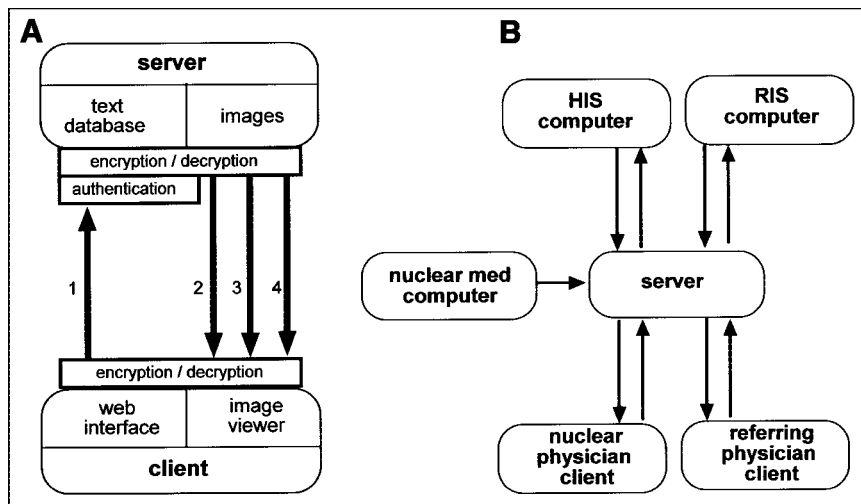 A
server
text
database
images
encryption / decryption
authentication
1
2
3
4
encryption / decryption
web
interface
image
viewer
client
B
HIS
computer
RIS
computer
nuclear med
computer
server
nuclear
physician
client
referring
physician
client